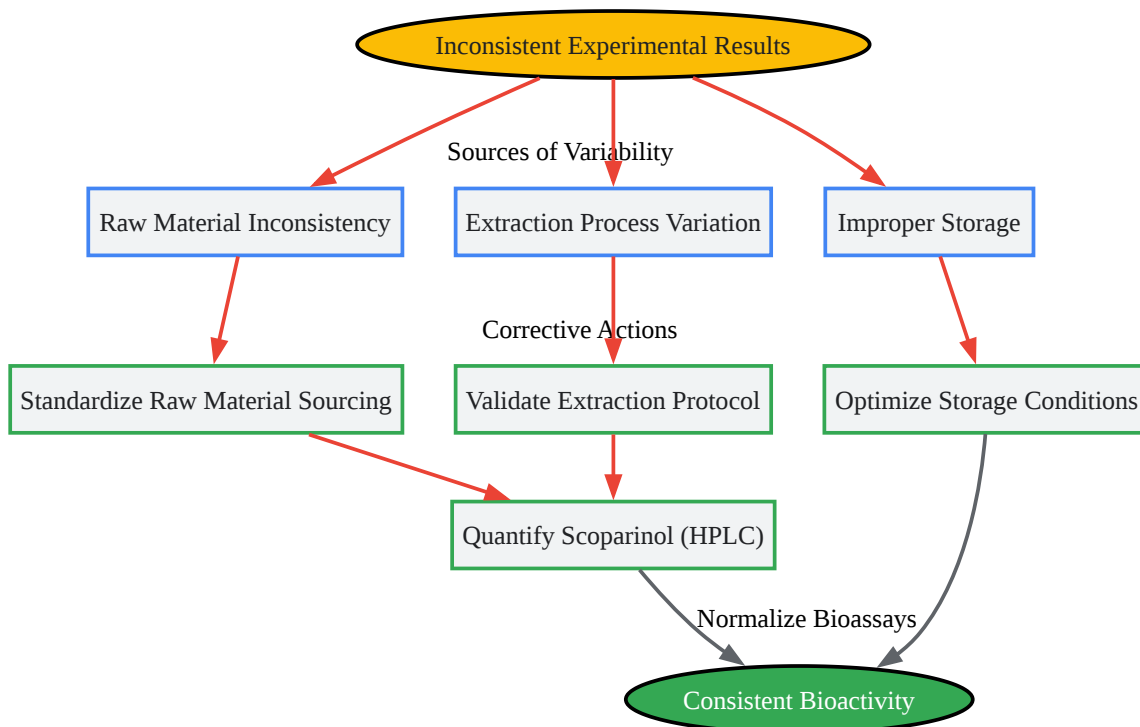 Inconsistent Experimental Results
Sources of Variability
Raw Material Inconsistency
Extraction Process Variation
Improper Storage
Corrective Actions
Standardize Raw Material Sourcing
Validate Extraction Protocol
Optimize Storage Conditions
Quantify Scoparinol (HPLC)
Normalize Bioassays
Consistent Bioactivity